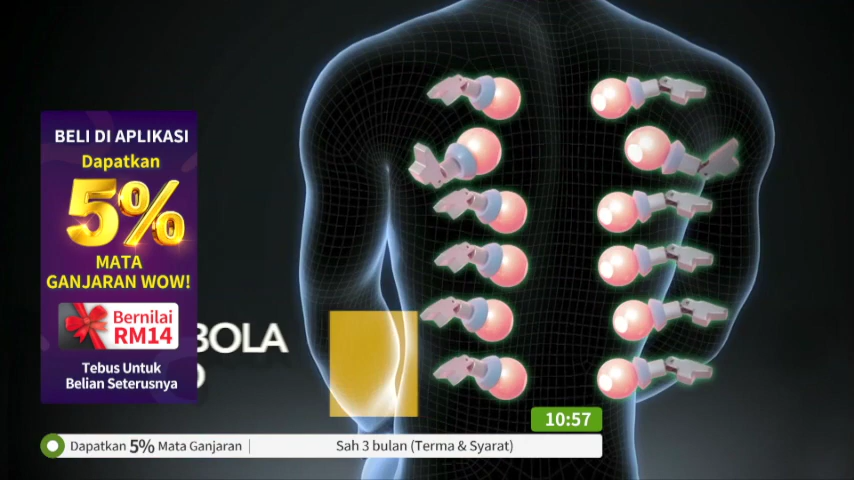 BELI DI APLIKASI
Dapatkan
5%
MATA
GANJARAN WOW!
Bernilai
RM14
Tebus Untuk
Belian Seterusnya
BOLA
10:57
Dapatkan 5% Mata Ganjaran
Sah 3 bulan (Terma & Syarat)